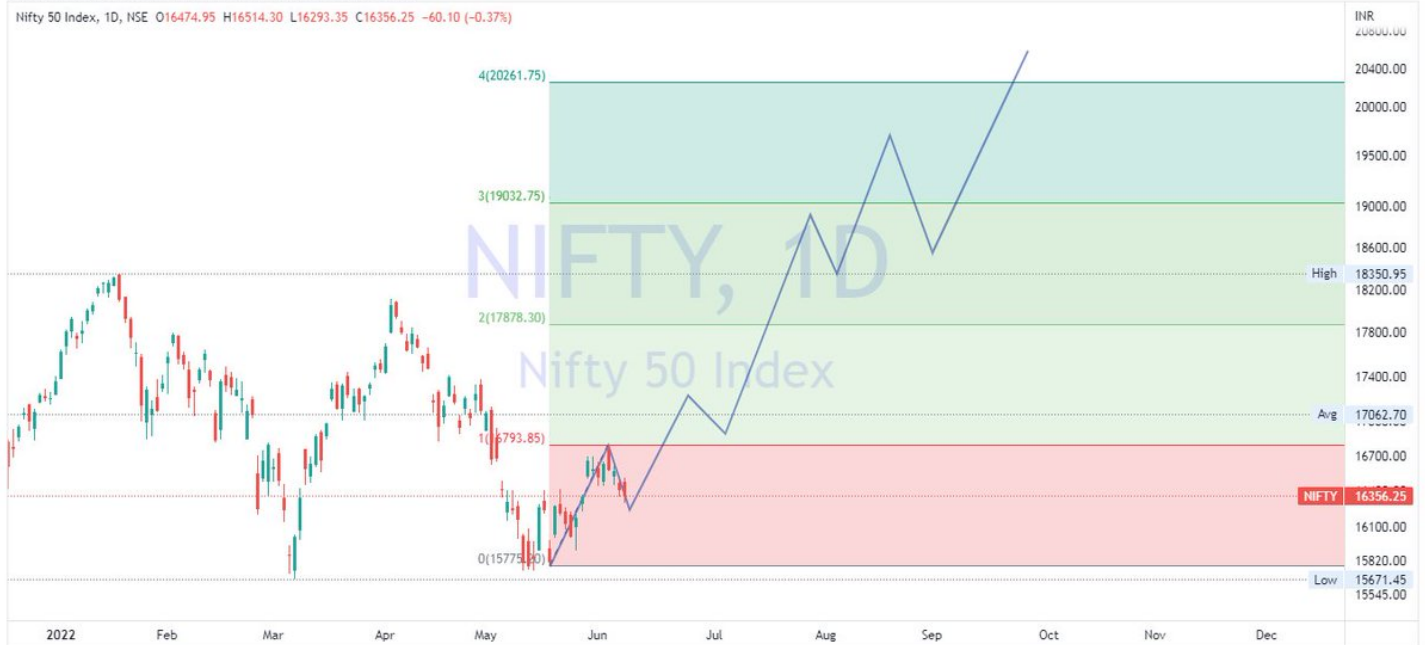 Nifty 50 Index, 1D, NSE O16474.95 H16514.30 L16293.35 C16356.25 −60.10 (−0.37%)
INR
20800.00
4(20261.75)
20400.00
20000.00
19500.00
3(19032.75)
19000.00
NIFTY, 1D
18600.00
High 18350.95
18200.00
2(17878.30)
17800.00
Nifty 50 Index
17400.00
Avg 17062.70
1(16793.85)
16700.00
NIFTY 16356.25
16100.00
0(15775.20)
15820.00
Low 15671.45
15545.00
2022 Feb Mar Apr May Jun Jul Aug Sep Oct Nov Dec